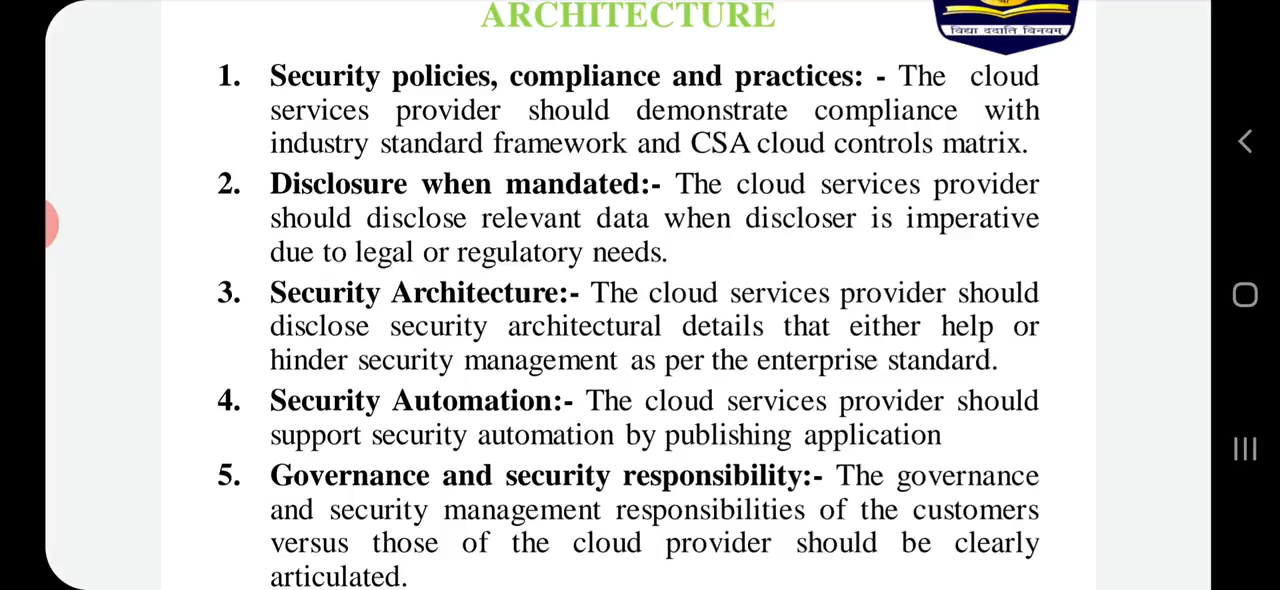 ARCHITECTURE
विद्या ददाति विनयम्
1. Security policies, compliance and practices: - The cloud
services provider should demonstrate compliance with
industry standard framework and CSA cloud controls matrix.
2. Disclosure when mandated:- The cloud services provider
should disclose relevant data when discloser is imperative
due to legal or regulatory needs.
3. Security Architecture:- The cloud services provider should
disclose security architectural details that either help or
hinder security management as per the enterprise standard.
4. Security Automation:- The cloud services provider should
support security automation by publishing application
5. Governance and security responsibility:- The governance
and security management responsibilities of the customers
versus those of the cloud provider should be clearly
articulated.